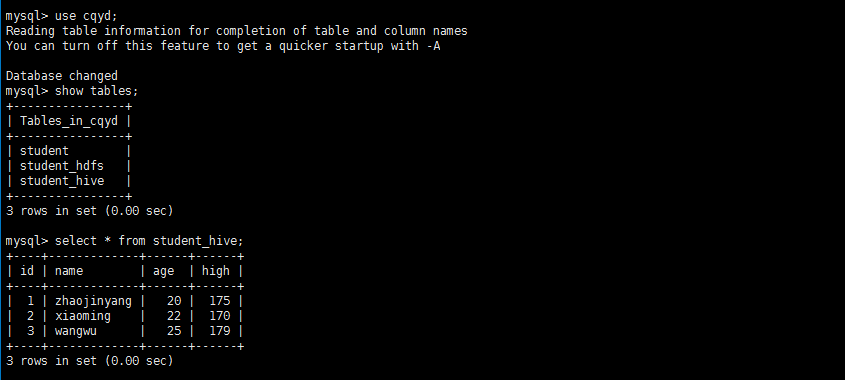 mysql> use cqyd;
Reading table information for completion of table and column names
You can turn off this feature to get a quicker startup with -A
Database changed
mysql> show tables;
+----------------+
| Tables_in_cqyd |
+----------------+
| student        |
| student_hdfs   |
| student_hive   |
+----------------+
3 rows in set (0.00 sec)
mysql> select * from student_hive;
+----+-------------+------+------+
| id | name        | age  | high |
+----+-------------+------+------+
|  1 | zhaojinyang |   20 |  175 |
|  2 | xiaoming    |   22 |  170 |
|  3 | wangwu      |   25 |  179 |
+----+-------------+------+------+
3 rows in set (0.00 sec)